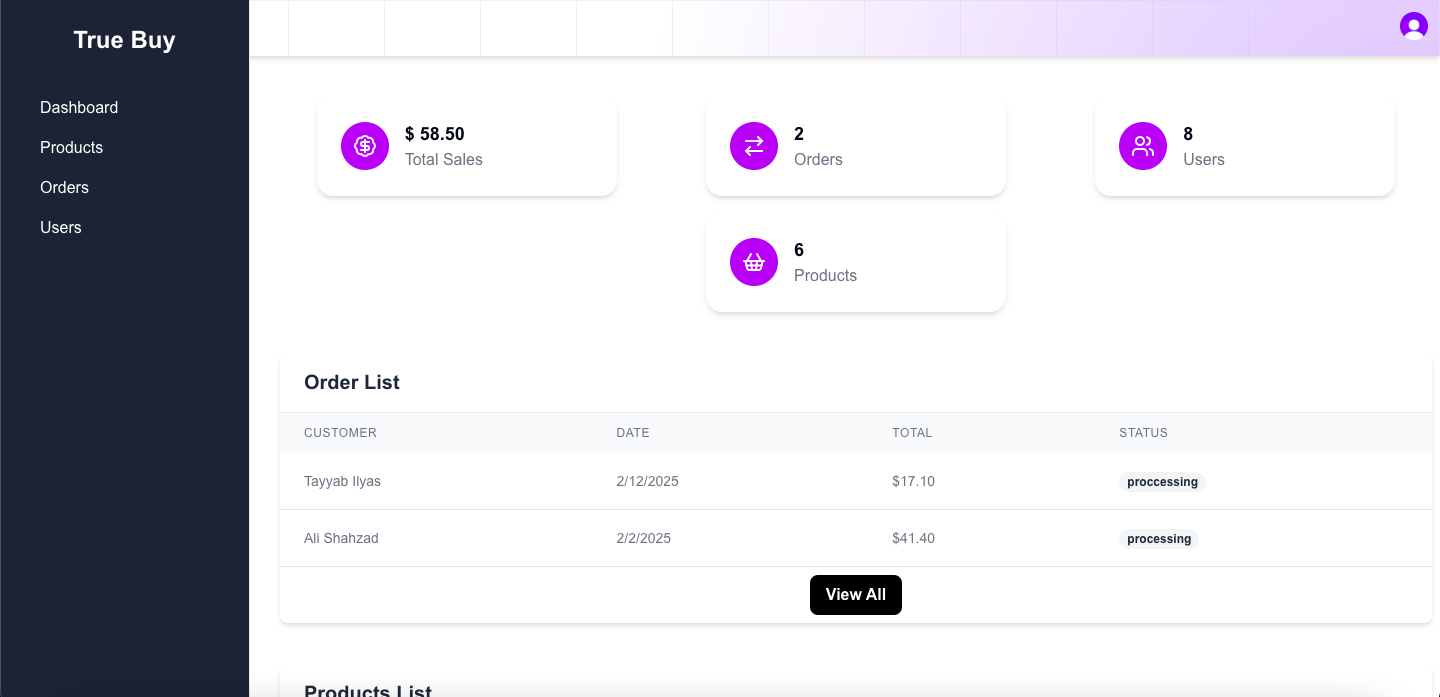 True Buy
Dashboard
Products
Orders
Users
$ 58.50
Total Sales
2
Orders
8
Users
6
Products
Order List
CUSTOMER DATE TOTAL STATUS
Tayyab Ilyas 2/12/2025 $17.10 proccessing
Ali Shahzad 2/2/2025 $41.40 processing
View All
Products List